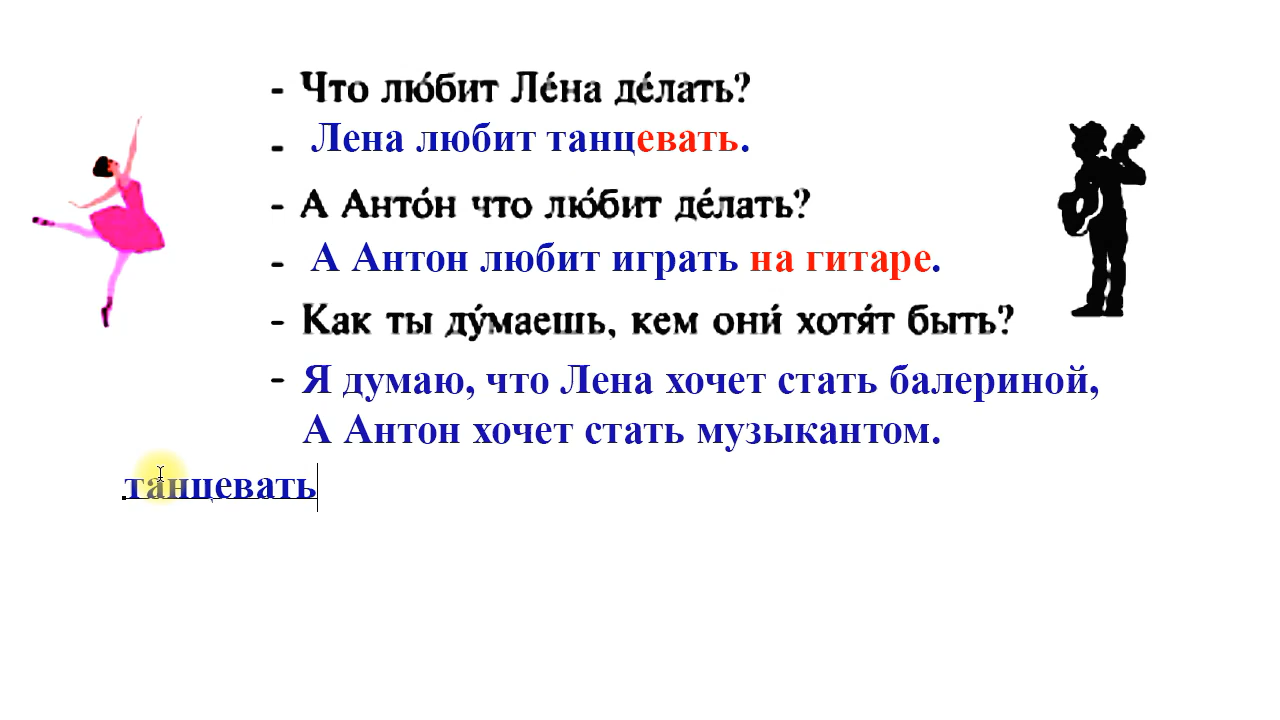 - Что лю́бит Ле́на де́лать?
- Лена любит танцевать.
- А Анто́н что лю́бит де́лать?
- А Антон любит играть на гитаре.
- Как ты ду́маешь, кем они́ хотя́т быть?
- Я думаю, что Лена хочет стать балериной,
А Антон хочет стать музыкантом.
танцевать